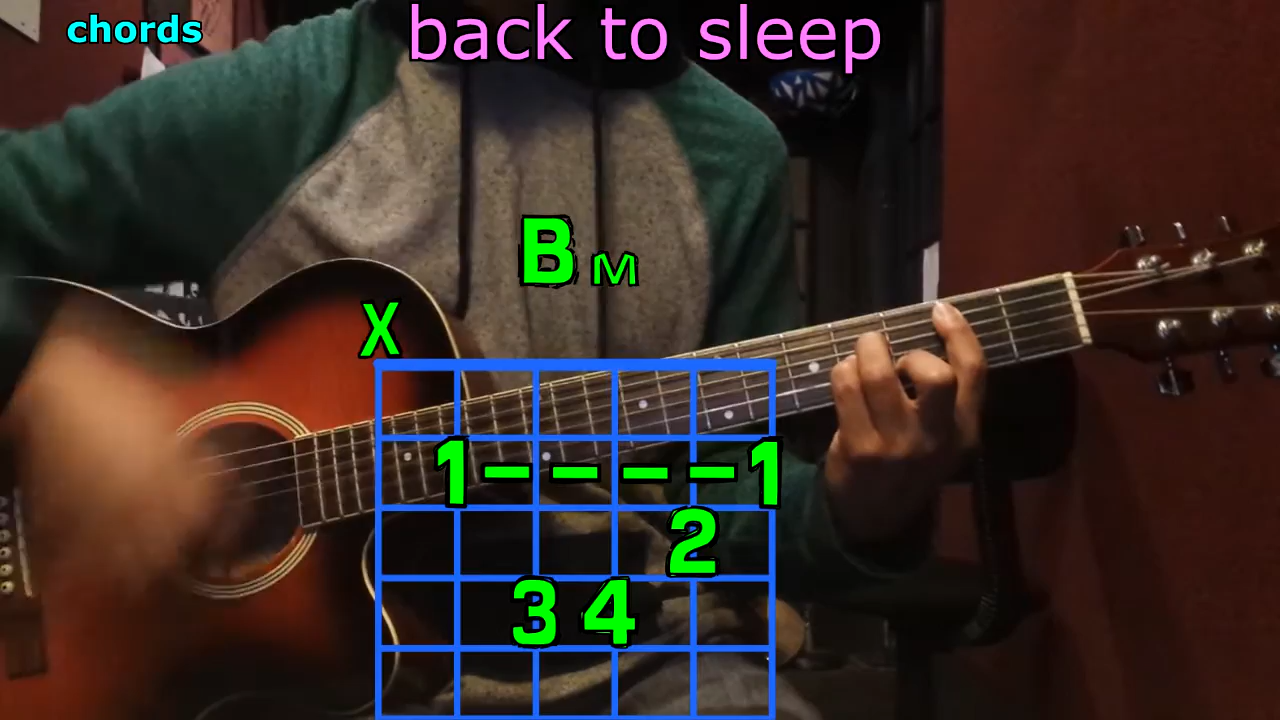 chords
back to sleep
B M
X
1 – – – – 1
2
3 4